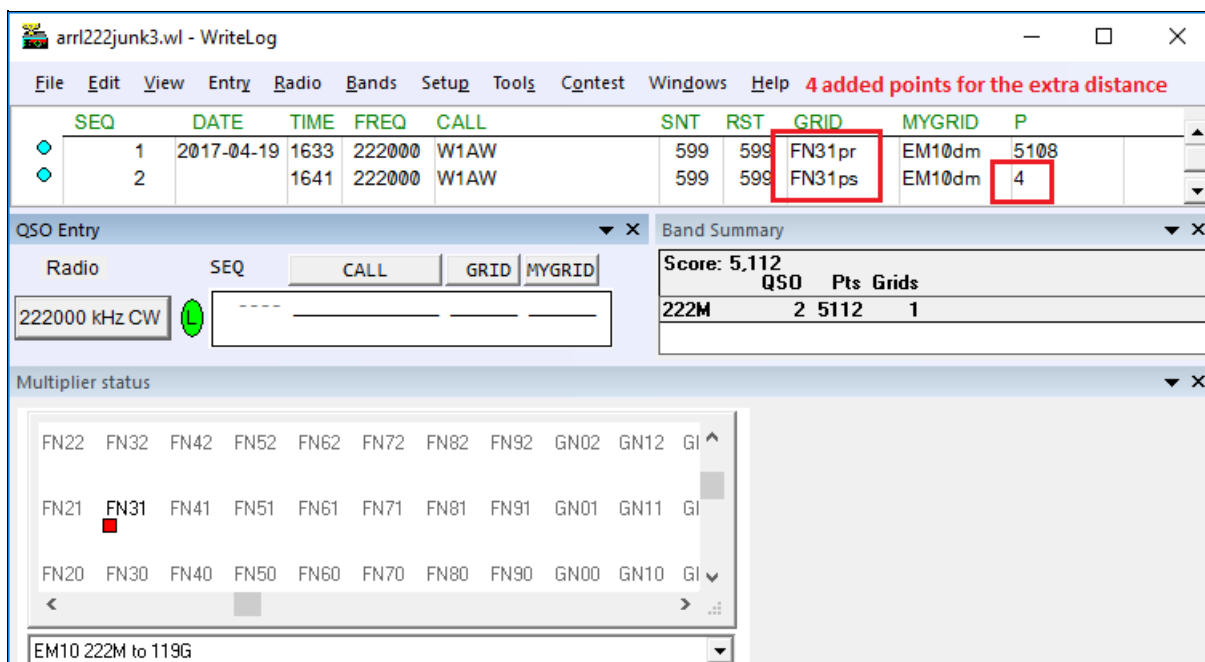 arrl222junk3.wl - WriteLog
File Edit View Entry Radio Bands Setup Tools Contest Windows Help 4 added points for the extra distance
SEQ DATE TIME FREQ CALL SNT RST GRID MYGRID P
1 2017-04-19 1633 222000 W1AW 599 599 FN31pr EM10dm 5108
2 1641 222000 W1AW 599 599 FN31ps EM10dm 4
QSO Entry
Band Summary
Radio SEQ CALL GRID MYGRID
222000 kHz CW L
Score: 5,112
QSO Pts Grids
222M 2 5112 1
Multiplier status
FN22 FN32 FN42 FN52 FN62 FN72 FN82 FN92 GN02 GN12
FN21 FN31 FN41 FN51 FN61 FN71 FN81 FN91 GN01 GN11
FN20 FN30 FN40 FN50 FN60 FN70 FN80 FN90 GN00 GN10
EM10 222M to 119G